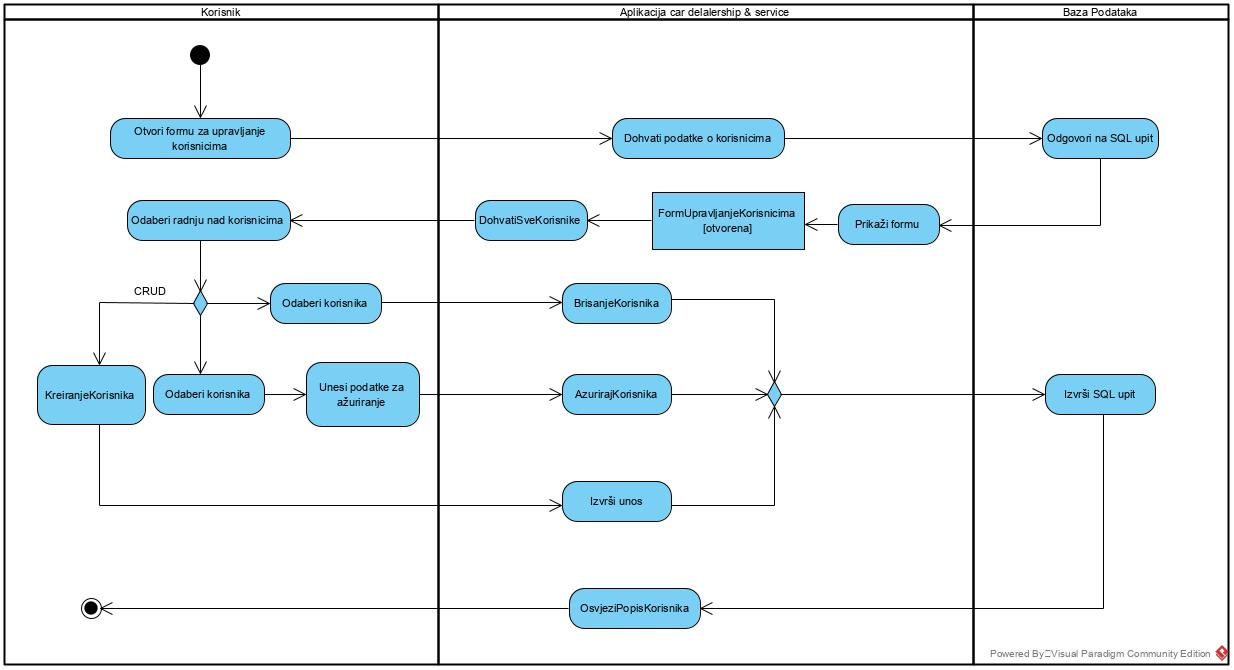 Korisnik
Aplikacija car delalership & service
Baza Podataka
Otvori formu za upravljanje
korisnicima
Dohvati podatke o korisnicima
Odgovori na SQL upit
Odaberi radnju nad korisnicima
DohvatiSveKorisnike
FormUpravljanjeKorisnicima
[otvorena]
Prikaži formu
CRUD
Odaberi korisnika
BrisanjeKorisnika
KreiranjeKorisnika
Odaberi korisnika
Unesi podatke za
ažuriranje
AzurirajKorisnika
Izvrši SQL upit
Izvrši unos
OsvjeziPopisKorisnika
Powered By Visual Paradigm Community Edition